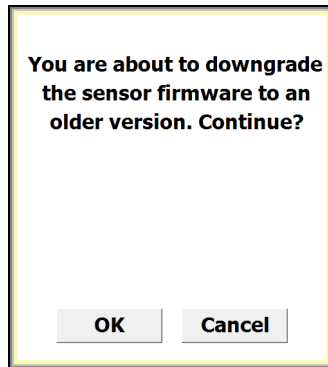 You are about to downgrade
the sensor firmware to an
older version. Continue?
OK
Cancel